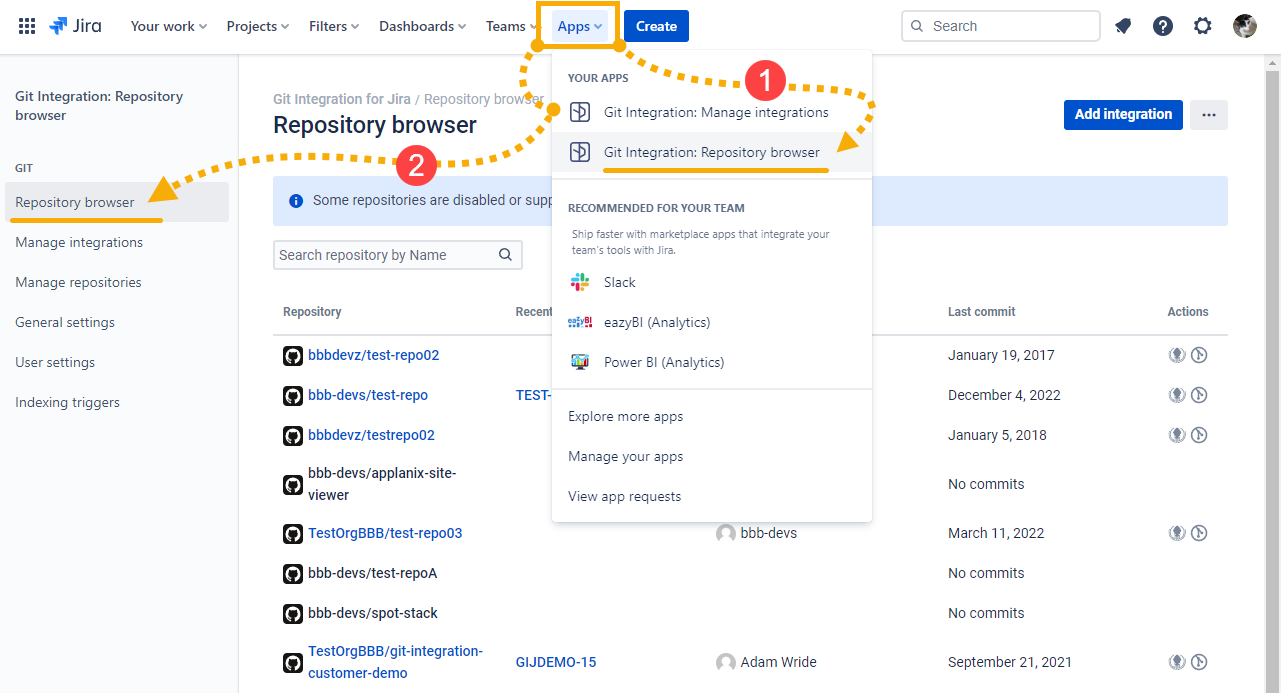 Jira
Your work
Projects
Filters
Dashboards
Teams
Apps
Create
Search
Git Integration: Repository
browser
GIT
Repository browser
Manage integrations
Manage repositories
General settings
User settings
Indexing triggers
Git Integration for Jira / Repository browser
Repository browser
Add integration
Some repositories are disabled or supp
Search repository by Name
YOUR APPS
1
Git Integration: Manage integrations
Git Integration: Repository browser
2
RECOMMENDED FOR YOUR TEAM
Ship faster with marketplace apps that integrate your
team's tools with Jira.
Slack
eazyBI
eazyBI (Analytics)
Power BI (Analytics)
Explore more apps
Manage your apps
View app requests
Repository
Recent
Last commit
Actions
bbbdevz/test-repo02
January 19, 2017
bbb-devs/test-repo
TEST-
December 4, 2022
bbbdevz/testrepo02
January 5, 2018
bbb-devs/applanix-site-
viewer
No commits
TestOrgBBB/test-repo03
bbb-devs
March 11, 2022
bbb-devs/test-repoA
No commits
bbb-devs/spot-stack
No commits
TestOrgBBB/git-integration-
customer-demo
GIJDEMO-15
Adam Wride
September 21, 2021